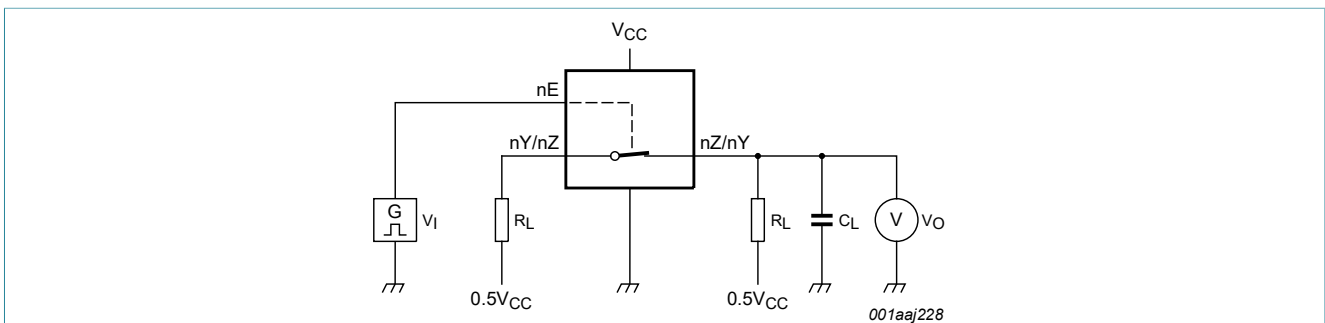 VCC
nE
nY/nZ
nZ/nY
G
VI
RL
RL
CL
V
VO
0.5VCC
0.5VCC
001aaj228